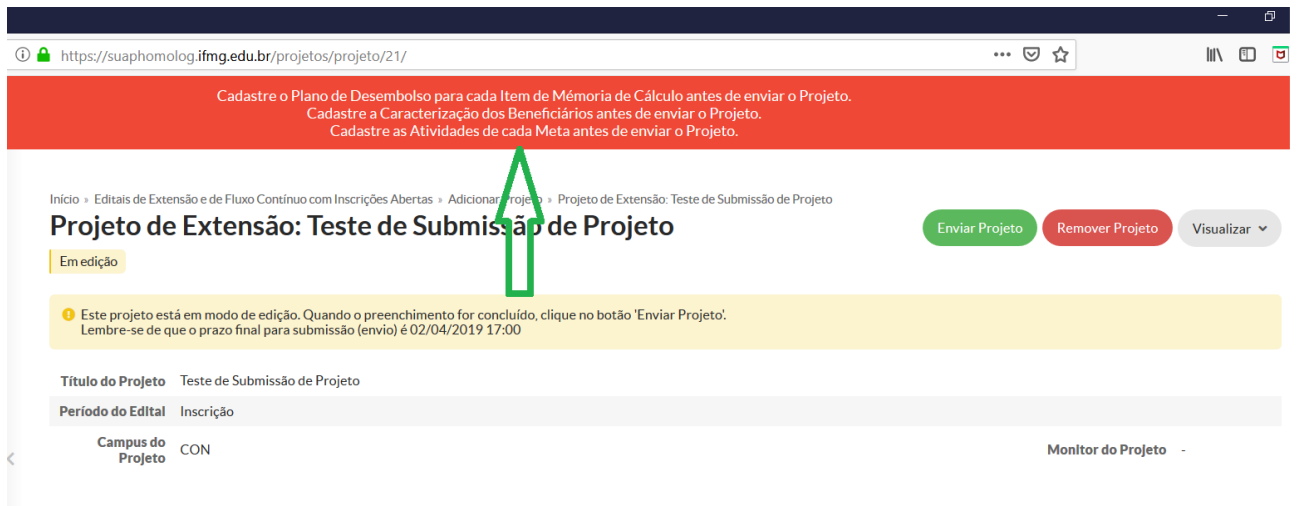 https://suaphomolog.ifmg.edu.br/projetos/projeto/21/
Cadastre o Plano de Desembolso para cada Item de Mémoria de Cálculo antes de enviar o Projeto.
Cadastre a Caracterização dos Beneficiários antes de enviar o Projeto.
Cadastre as Atividades de cada Meta antes de enviar o Projeto.
Início » Editais de Extensão e de Fluxo Contínuo com Inscrições Abertas » Adicionar Projeto » Projeto de Extensão: Teste de Submissão de Projeto
Projeto de Extensão: Teste de Submissão de Projeto
Enviar Projeto
Remover Projeto
Visualizar
Em edição
Este projeto está em modo de edição. Quando o preenchimento for concluído, clique no botão 'Enviar Projeto'.
Lembre-se de que o prazo final para submissão (envio) é 02/04/2019 17:00
Título do Projeto Teste de Submissão de Projeto
Período do Edital Inscrição
Campus do
Projeto CON
Monitor do Projeto -